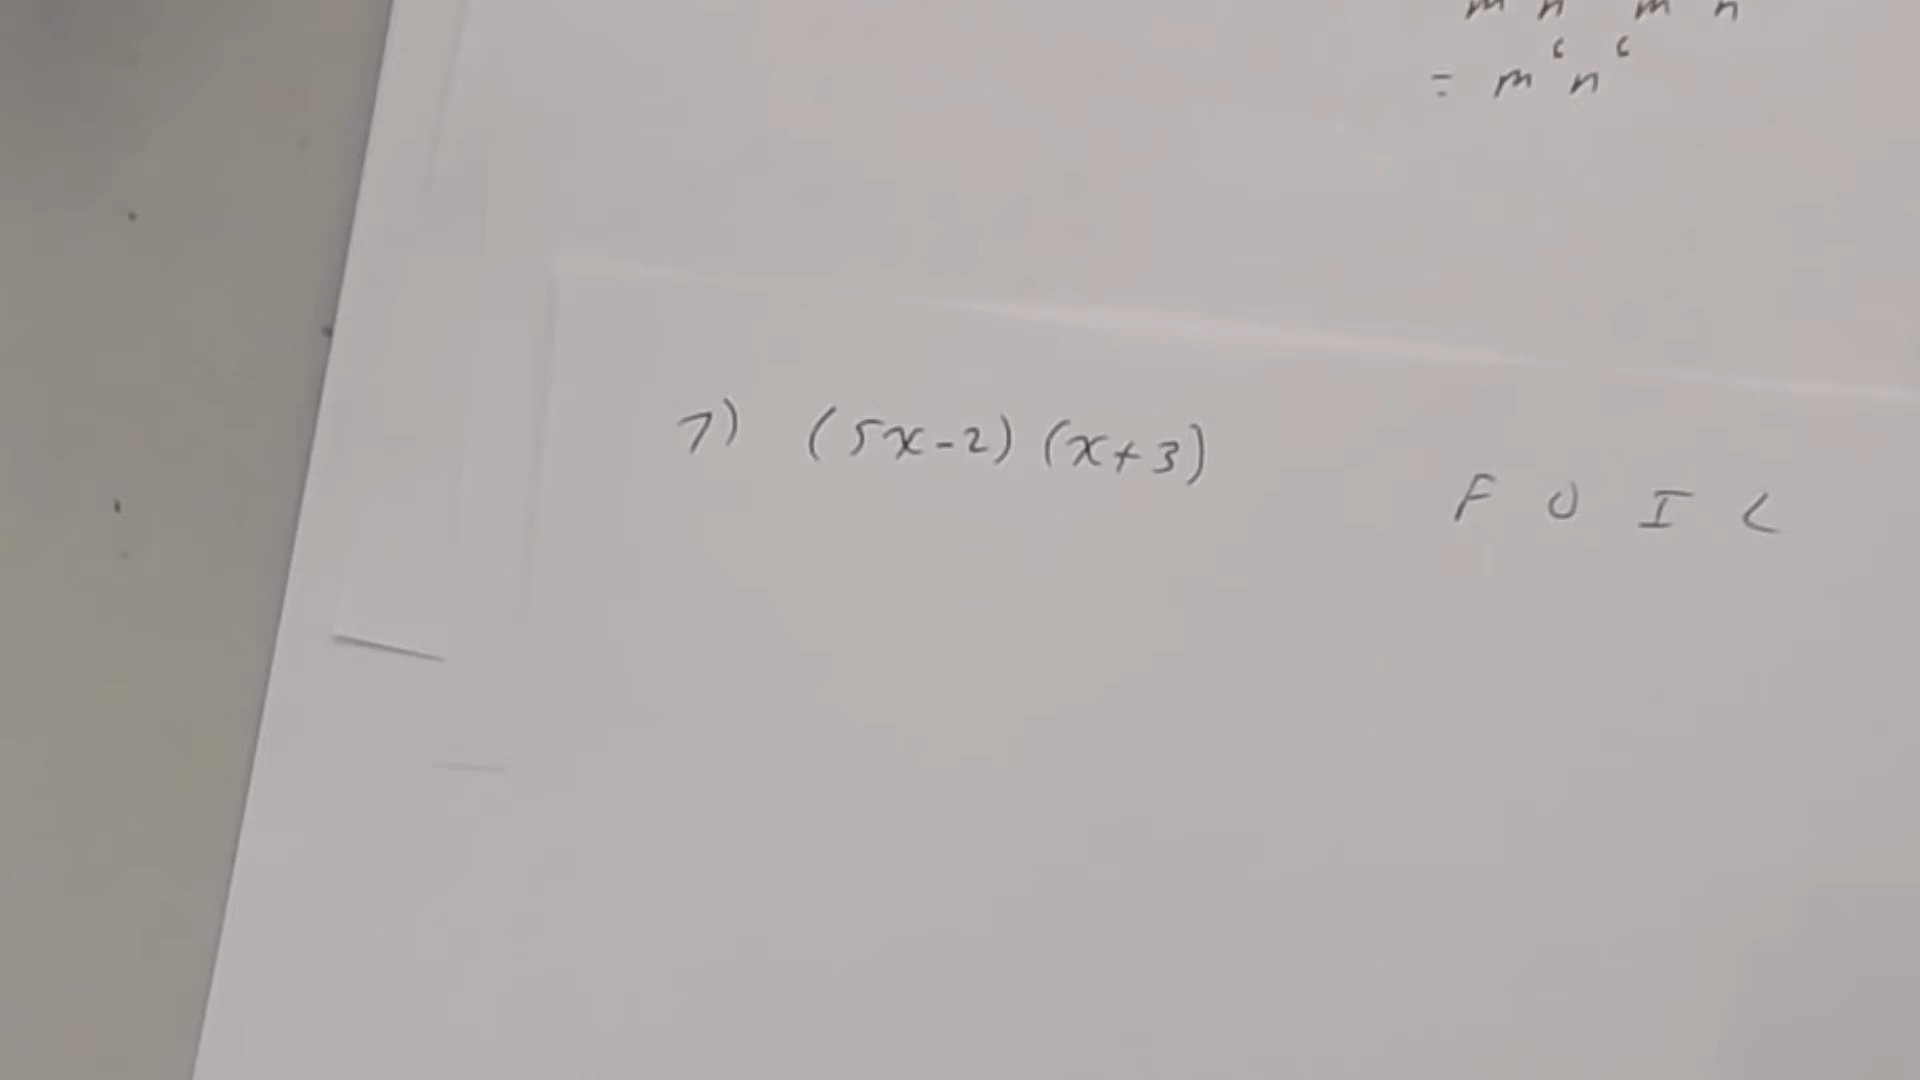 m n m n
= m⁶n⁶
7) (5x-2)(x+3)
F O I L